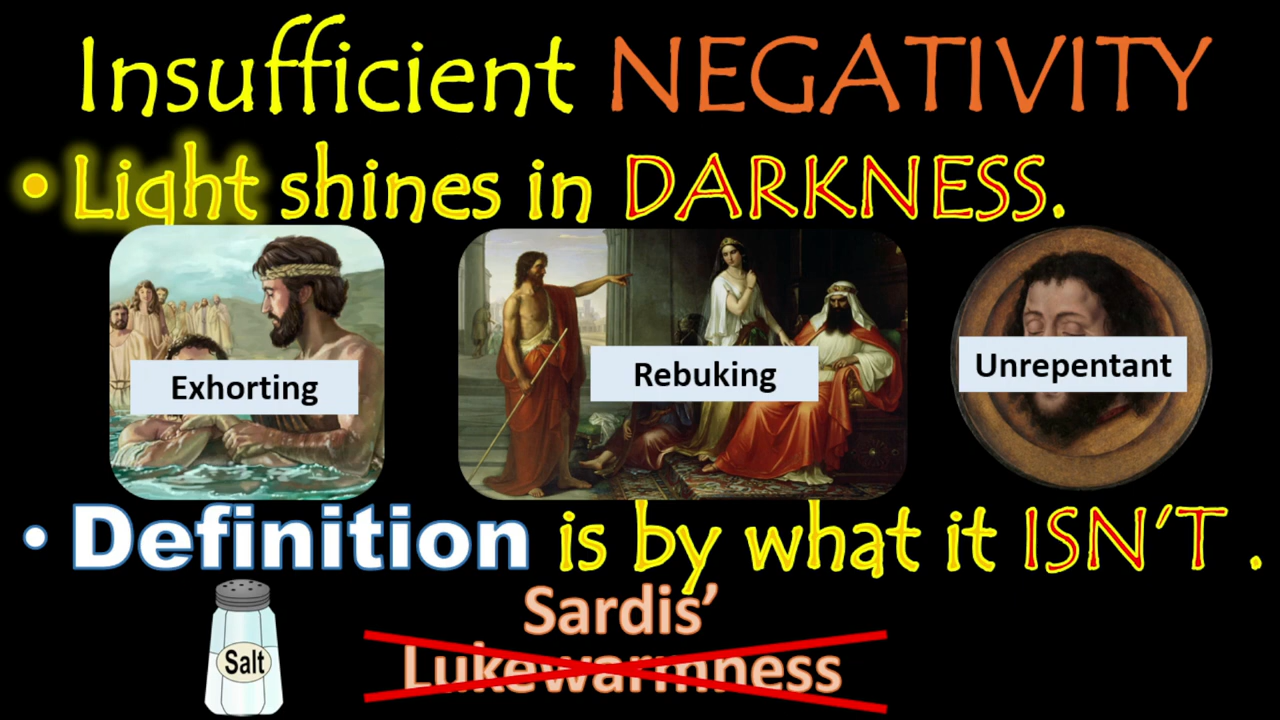 Insufficient NEGATIVITY
• Light shines in DARKNESS.
Exhorting
Rebuking
Unrepentant
• Definition is by what it ISN'T .
Salt
Sardis'
Lukewarmness